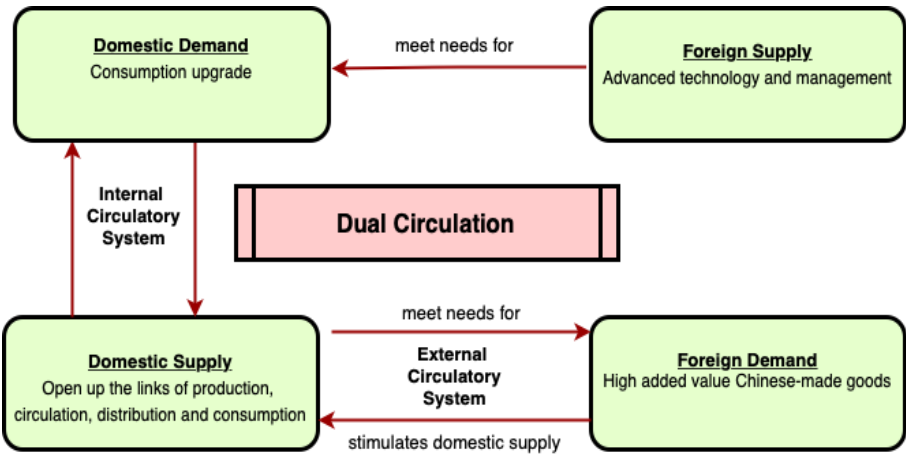 Domestic Demand
Consumption upgrade
meet needs for
Foreign Supply
Advanced technology and management
Internal
Circulatory
System
Dual Circulation
Domestic Supply
Open up the links of production,
circulation, distribution and consumption
meet needs for
External
Circulatory
System
stimulates domestic supply
Foreign Demand
High added value Chinese-made goods